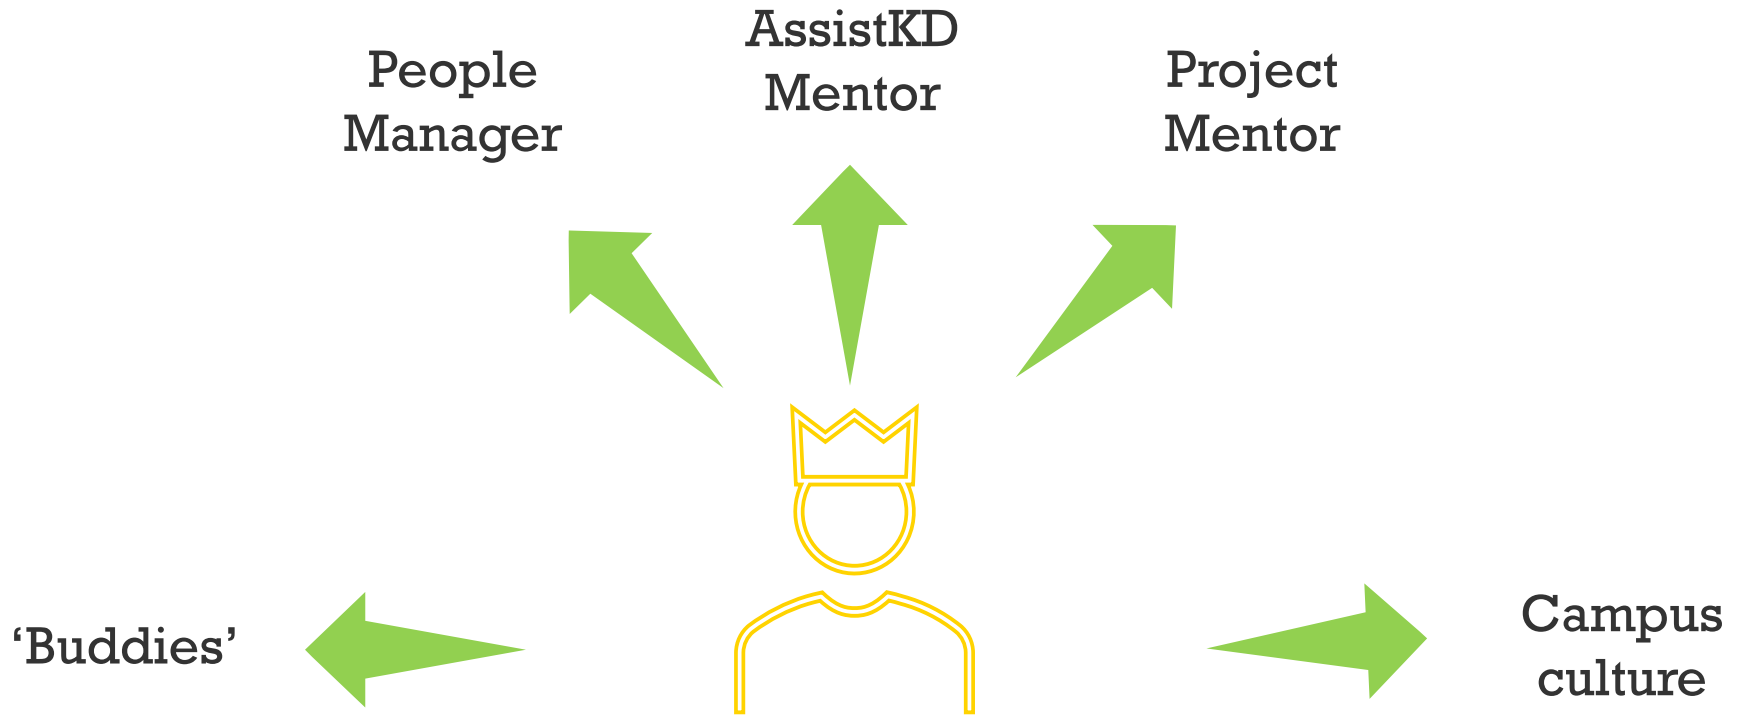 AssistKD
Mentor
People
Manager
Project
Mentor
‘Buddies’
Campus
culture